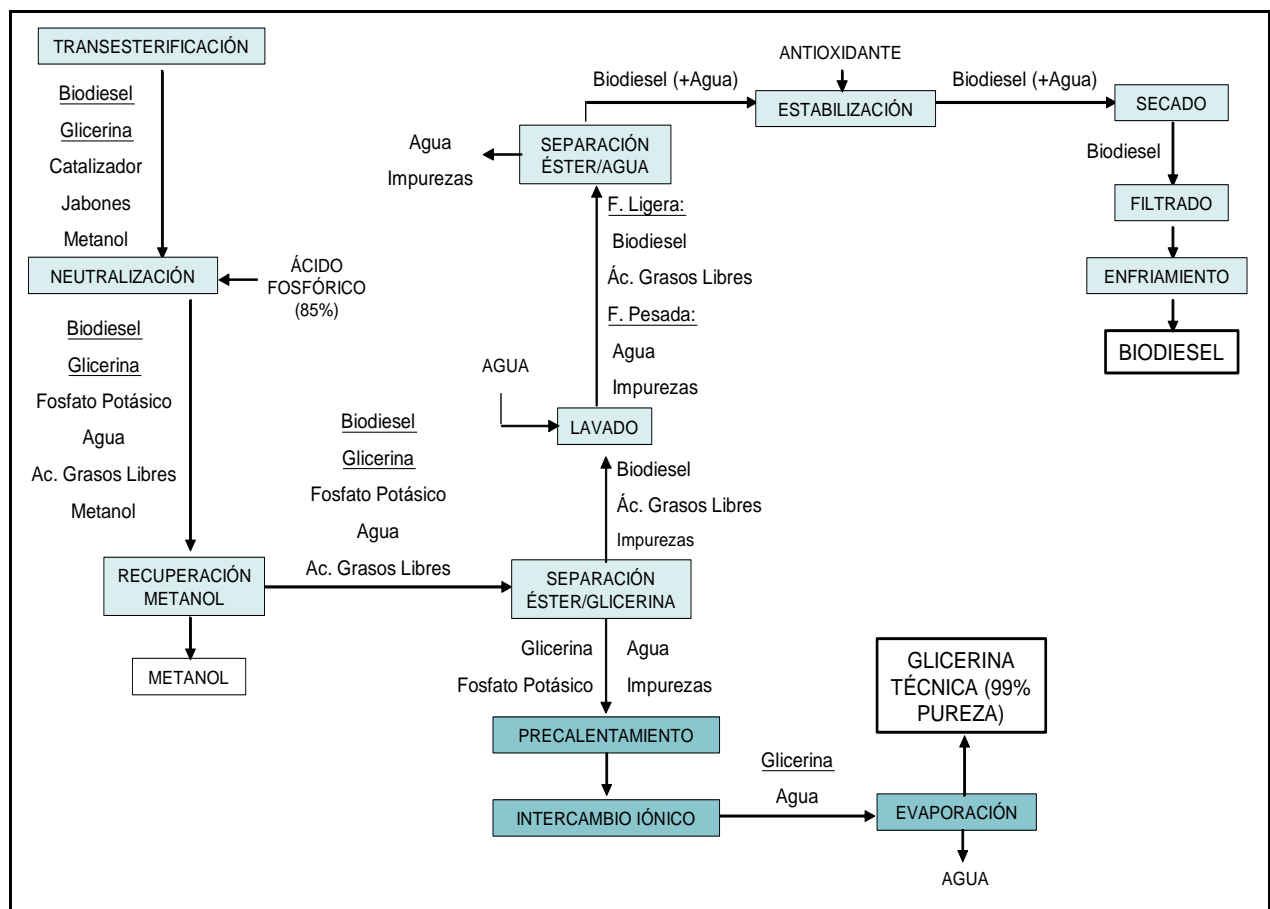 TRANSESTERIFICACIÓN
Biodiesel
Glicerina
Catalizador
Jabones
Metanol
NEUTRALIZACIÓN
ÁCIDO
FOSFÓRICO
(85%)
Biodiesel
Glicerina
Fosfato Potásico
Agua
Ac. Grasos Libres
Metanol
RECUPERACIÓN
METANOL
METANOL
Biodiesel
Glicerina
Fosfato Potásico
Agua
Ac. Grasos Libres
SEPARACIÓN
ÉSTER/GLICERINA
Biodiesel
Ác. Grasos Libres
Impurezas
AGUA
LAVADO
F. Ligera:
Biodiesel
Ác. Grasos Libres
F. Pesada:
Agua
Impurezas
SEPARACIÓN
ÉSTER/AGUA
Agua
Impurezas
Biodiesel (+Agua)
ANTIOXIDANTE
ESTABILIZACIÓN
Biodiesel (+Agua)
SECADO
Biodiesel
FILTRADO
ENFRIAMIENTO
BIODIESEL
Glicerina
Fosfato Potásico
Agua
Impurezas
PRECALENTAMIENTO
INTERCAMBIO IÓNICO
Glicerina
Agua
EVAPORACIÓN
GLICERINA
TÉCNICA (99%
PUREZA)
AGUA